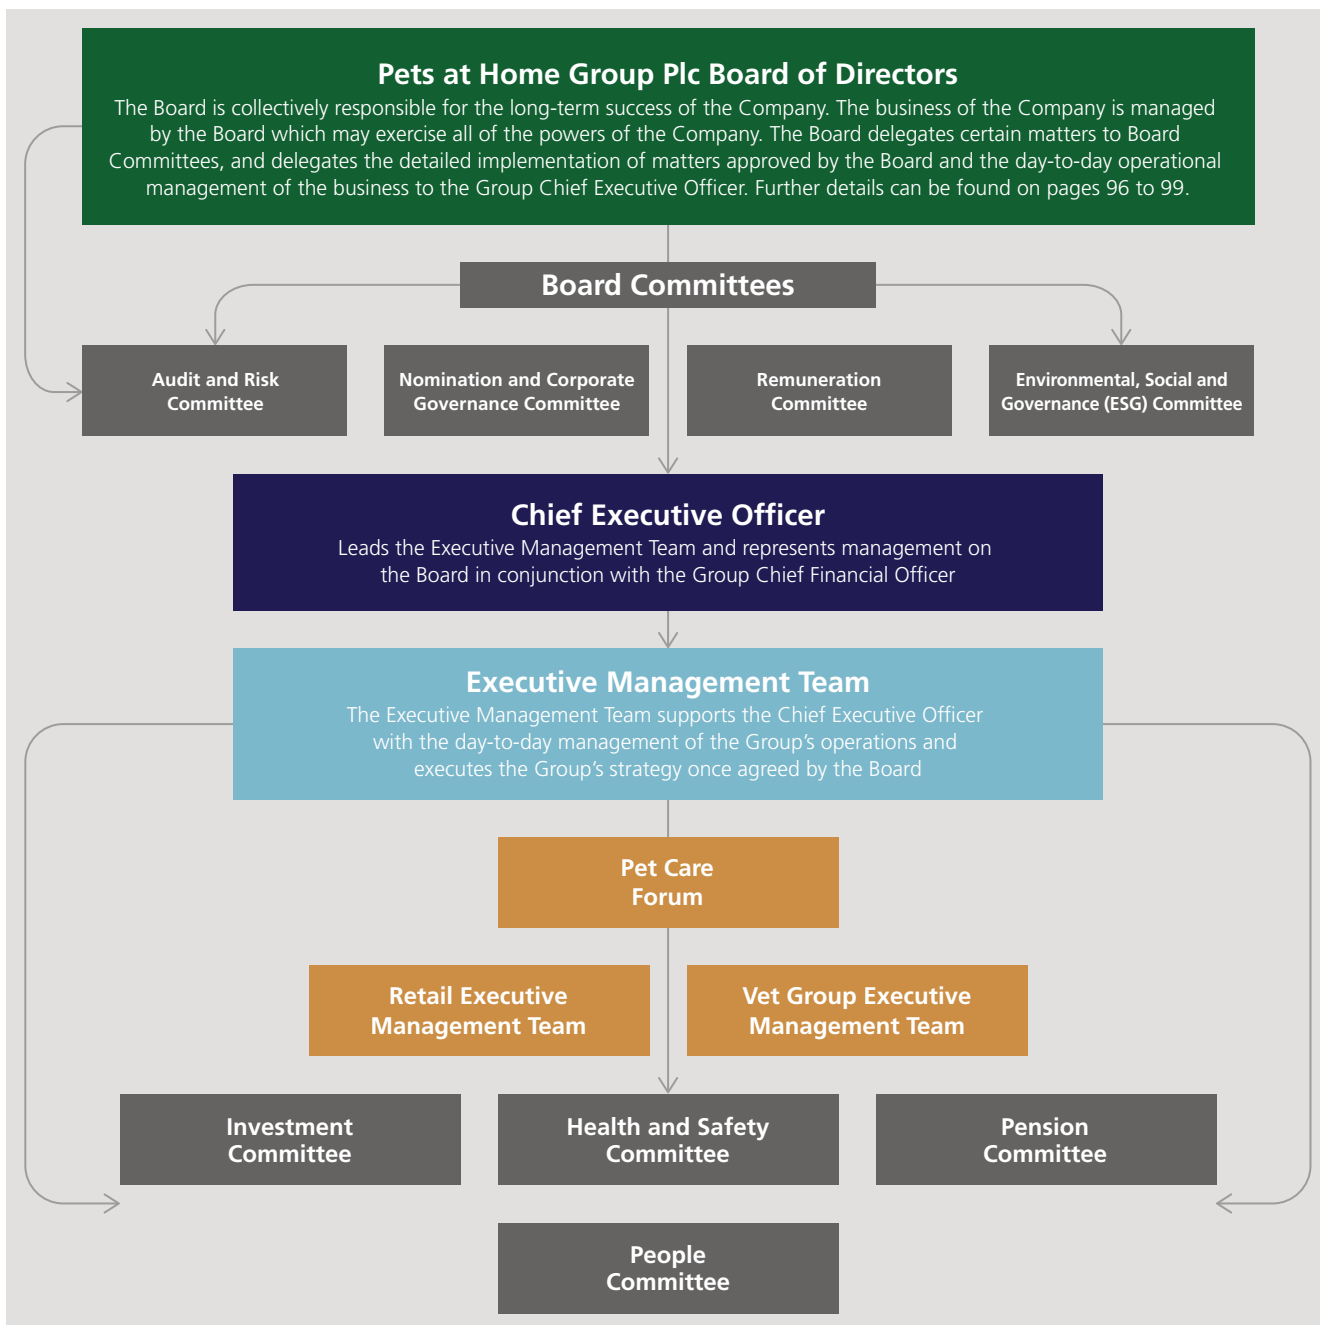 Pets at Home Group Plc Board of Directors
The Board is collectively responsible for the long-term success of the Company. The business of the Company is managed
by the Board which may exercise all of the powers of the Company. The Board delegates certain matters to Board
Committees, and delegates the detailed implementation of matters approved by the Board and the day-to-day operational
management of the business to the Group Chief Executive Officer. Further details can be found on pages 96 to 99.
Board Committees
Audit and Risk
Committee
Nomination and Corporate
Governance Committee
Remuneration
Committee
Environmental, Social and
Governance (ESG) Committee
Chief Executive Officer
Leads the Executive Management Team and represents management on
the Board in conjunction with the Group Chief Financial Officer
Executive Management Team
The Executive Management Team supports the Chief Executive Officer
with the day-to-day management of the Group’s operations and
executes the Group’s strategy once agreed by the Board
Pet Care
Forum
Retail Executive
Management Team
Vet Group Executive
Management Team
Investment
Committee
Health and Safety
Committee
Pension
Committee
People
Committee